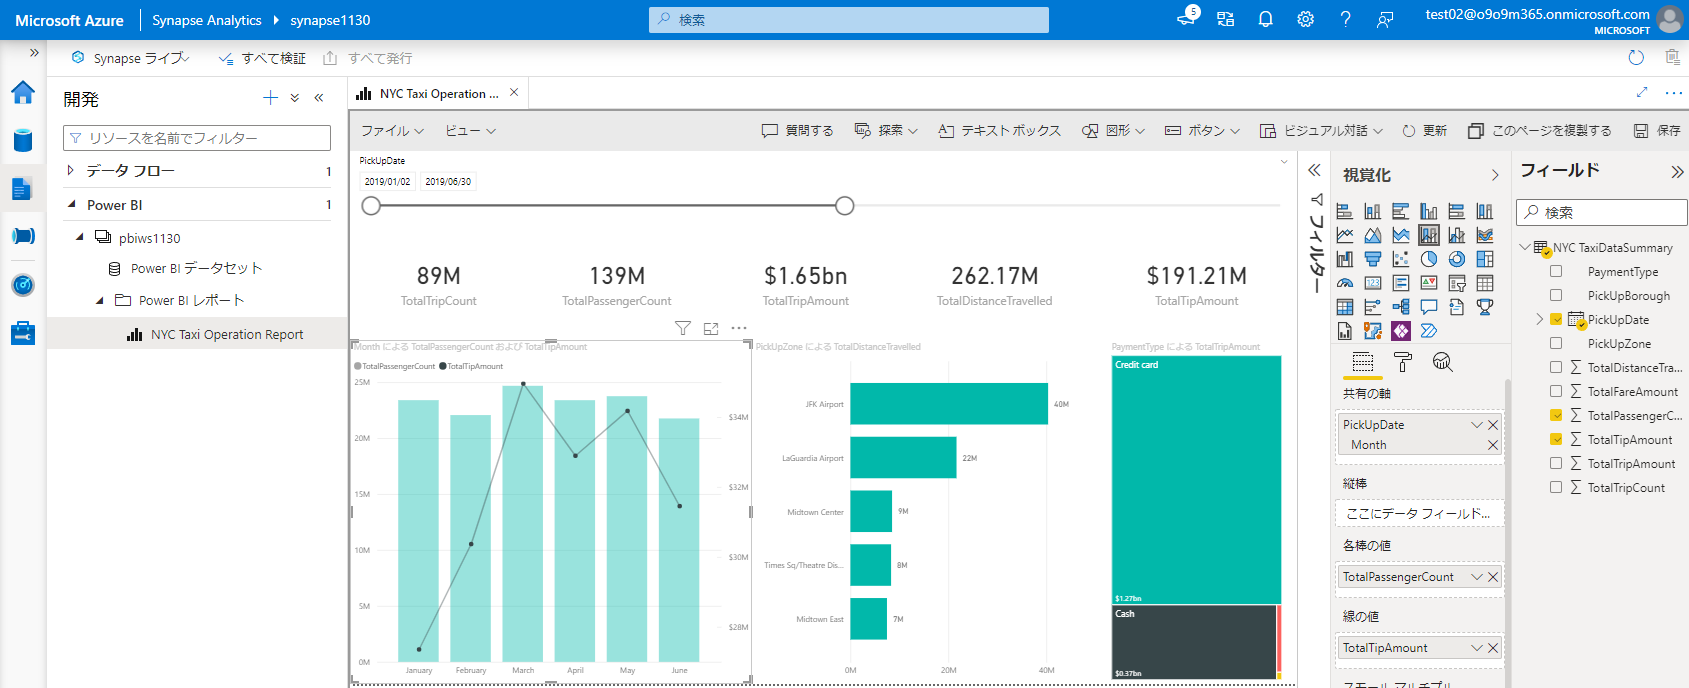 Microsoft Azure
Synapse Analytics
synapse1130
検索
5
test02@o9o9m365.onmicrosoft.com
MICROSOFT
Synapse ライブ
すべて検証
すべて発行
開発
リソースを名前でフィルター
データ フロー 1
Power BI 1
pbiws1130
Power BI データセット
Power BI レポート
NYC Taxi Operation Report
NYC Taxi Operation ...
ファイル
ビュー
質問する
探索
テキスト ボックス
図形
ボタン
ビジュアル対話
更新
このページを複製する
保存
PickUpDate
2019/01/02 2019/06/30
89M
TotalTripCount
139M
TotalPassengerCount
$1.65bn
TotalTripAmount
262.17M
TotalDistanceTravelled
$191.21M
TotalTipAmount
Month による TotalPassengerCount および TotalTipAmount
TotalPassengerCount TotalTipAmount
25M
20M
15M
10M
5M
0M
$34M
$32M
$30M
$28M
January February March April May June
PickUpZone による TotalDistanceTravelled
JFK Airport 40M
LaGuardia Airport 22M
Midtown Center 9M
Times Sq/Theatre Dis... 8M
Midtown East 7M
0M 20M 40M
PaymentType による TotalTripAmount
Credit card
$1.27bn
Cash
$0.37bn
フィルター
視覚化
共有の軸
PickUpDate
Month
縦棒
ここにデータ フィールド...
各棒の値
TotalPassengerCount
線の値
TotalTipAmount
スモール マルチプル
フィールド
検索
NYC TaxiDataSummary
PaymentType
PickUpBorough
PickUpDate
PickUpZone
TotalDistanceTra...
TotalFareAmount
TotalPassengerC...
TotalTipAmount
TotalTripAmount
TotalTripCount